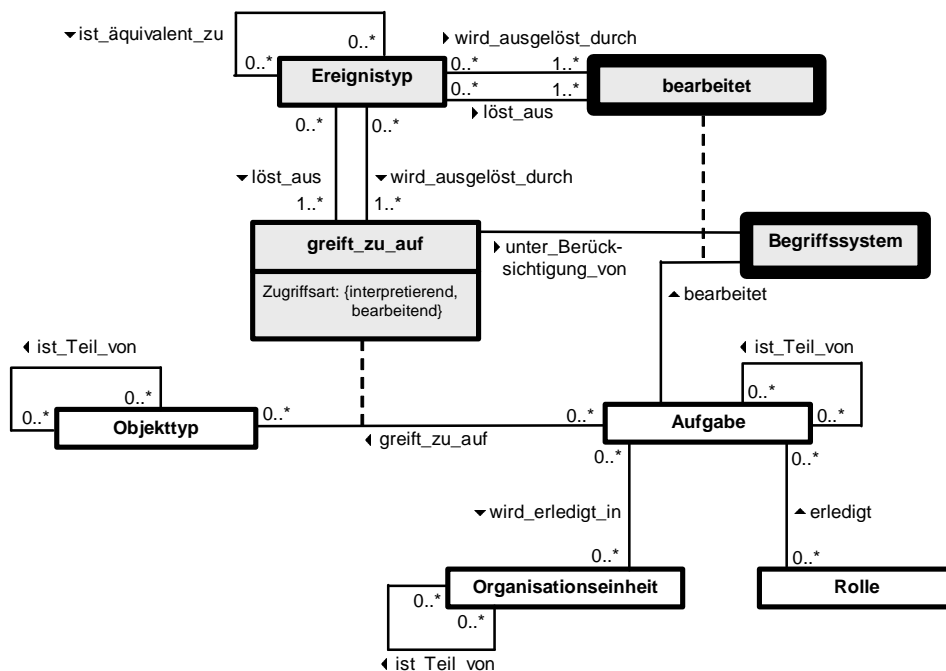 ist_äquivalent_zu
0..*
0..*
Ereignistyp
wird_ausgelöst_durch
0..*
1..*
0..*
1..*
löst_aus
bearbeitet
0..*
0..*
löst_aus
wird_ausgelöst_durch
1..*
1..*
greift_zu_auf
Zugriffsart: {interpretierend,
bearbeitend}
unter_Berück-
sichtigung_von
Begriffssystem
bearbeitet
ist_Teil_von
0..*
0..*
Objekttyp
0..*
greift_zu_auf
0..*
Aufgabe
ist_Teil_von
0..*
0..*
0..*
0..*
wird_erledigt_in
erledigt
0..*
0..*
Organisationseinheit
Rolle
0..*
0..*
ist_Teil_von